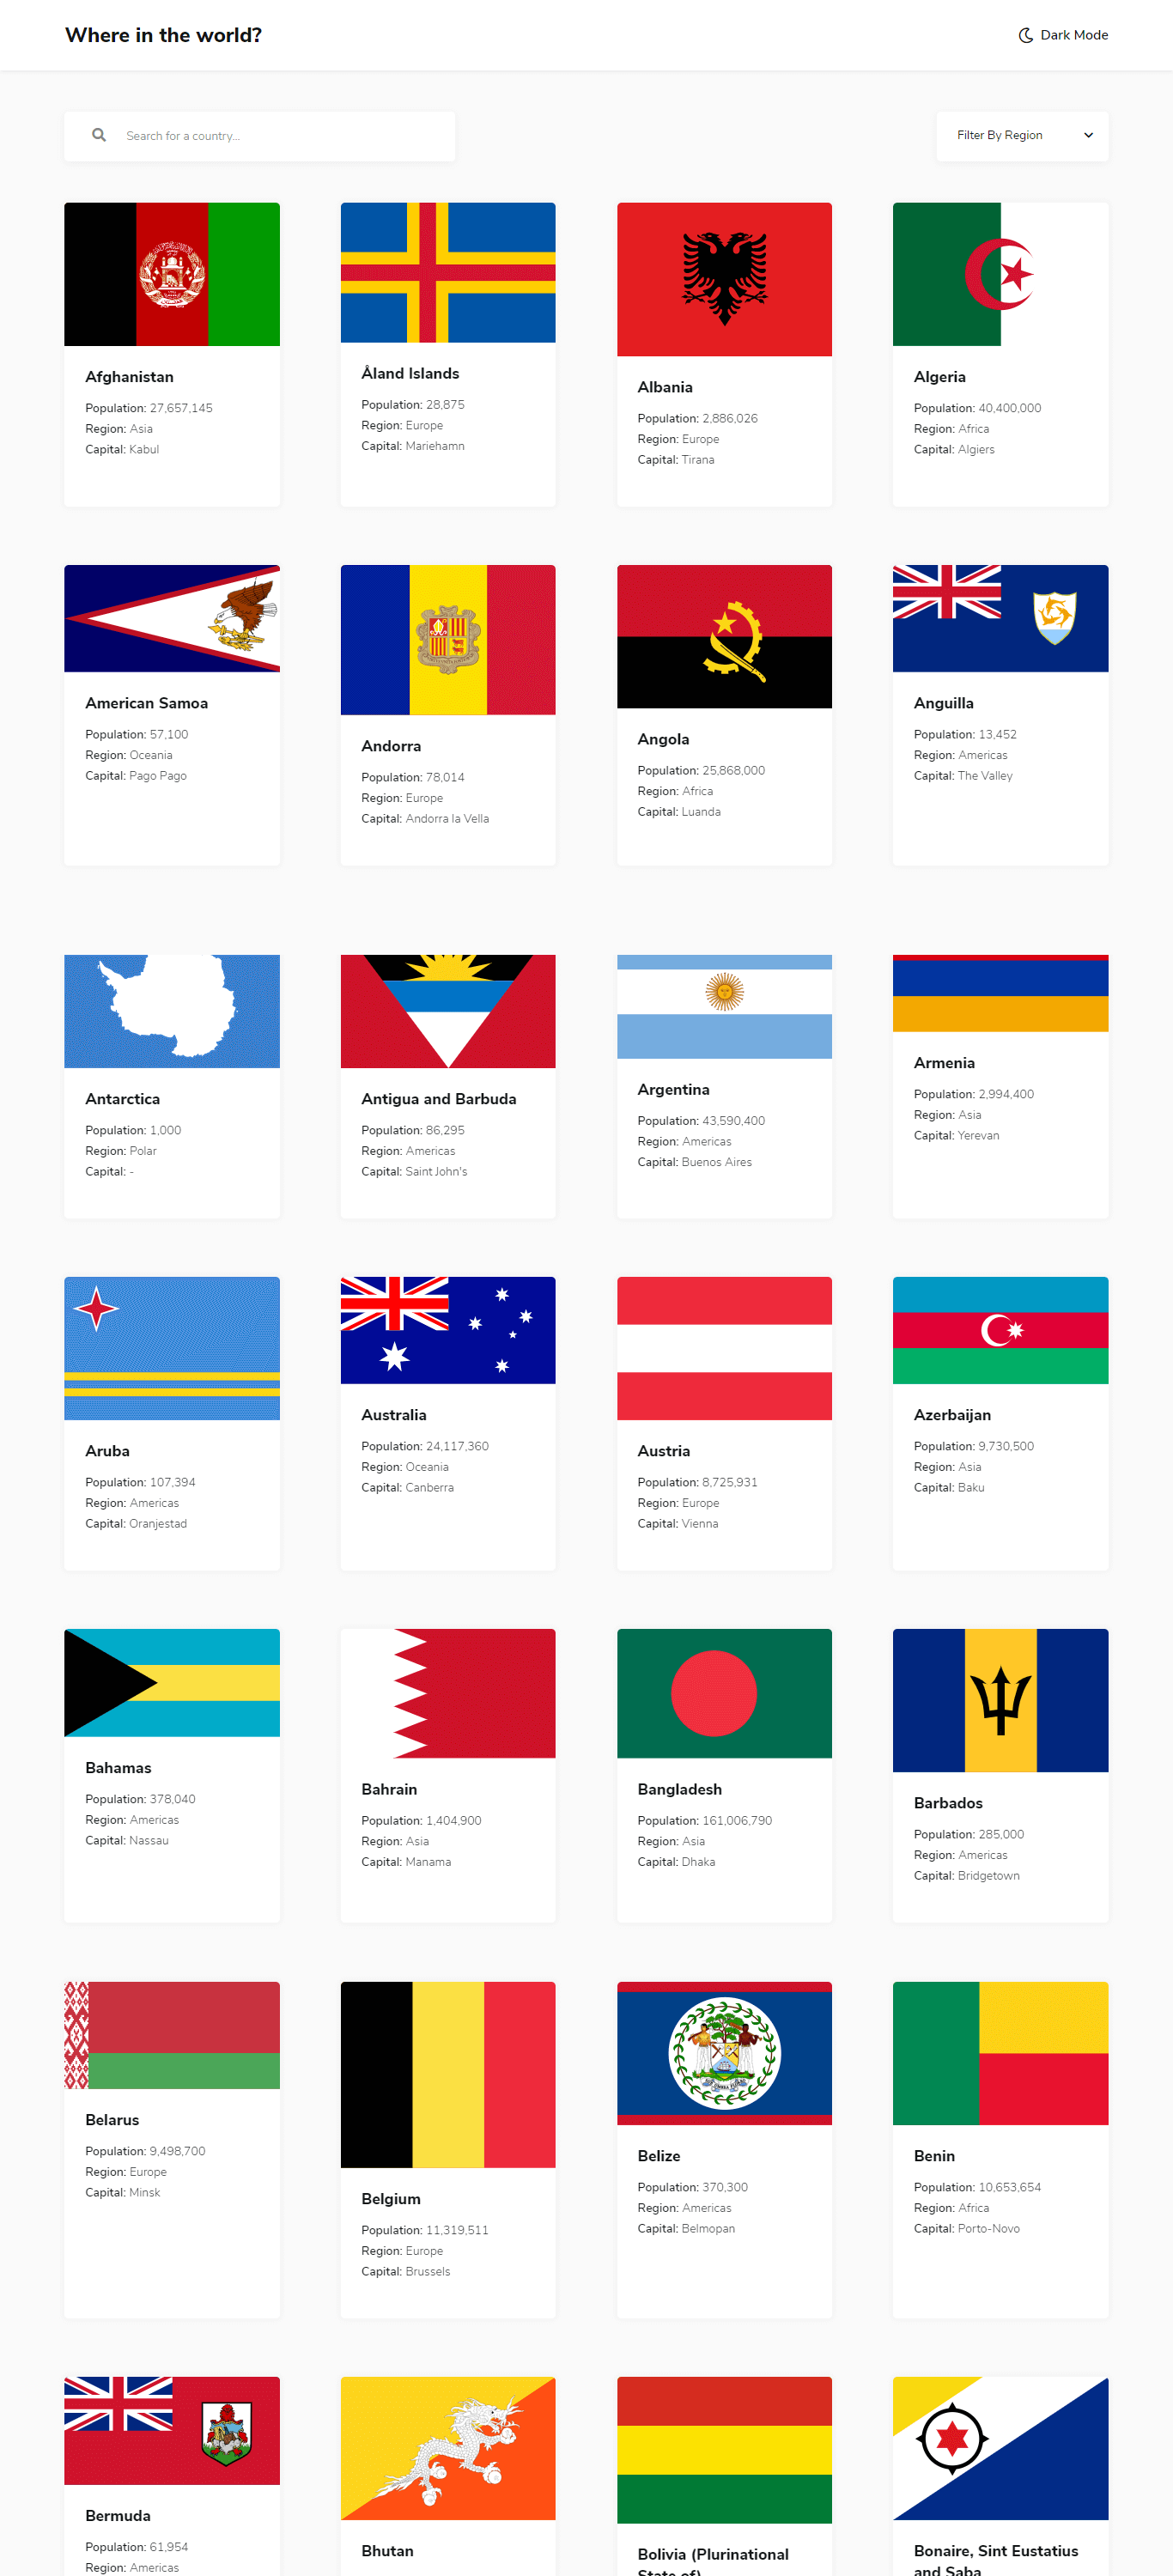 Where in the world?
Dark Mode
Search for a country...
Filter By Region
Afghanistan
Population: 27,657,145
Region: Asia
Capital: Kabul
Åland Islands
Population: 28,875
Region: Europe
Capital: Mariehamn
Albania
Population: 2,886,026
Region: Europe
Capital: Tirana
Algeria
Population: 40,400,000
Region: Africa
Capital: Algiers
American Samoa
Population: 57,100
Region: Oceania
Capital: Pago Pago
Andorra
Population: 78,014
Region: Europe
Capital: Andorra la Vella
Angola
Population: 25,868,000
Region: Africa
Capital: Luanda
Anguilla
Population: 13,452
Region: Americas
Capital: The Valley
Antarctica
Population: 1,000
Region: Polar
Capital: -
Antigua and Barbuda
Population: 86,295
Region: Americas
Capital: Saint John's
Argentina
Population: 43,590,400
Region: Americas
Capital: Buenos Aires
Armenia
Population: 2,994,400
Region: Asia
Capital: Yerevan
Aruba
Population: 107,394
Region: Americas
Capital: Oranjestad
Australia
Population: 24,117,360
Region: Oceania
Capital: Canberra
Austria
Population: 8,725,931
Region: Europe
Capital: Vienna
Azerbaijan
Population: 9,730,500
Region: Asia
Capital: Baku
Bahamas
Population: 378,040
Region: Americas
Capital: Nassau
Bahrain
Population: 1,404,900
Region: Asia
Capital: Manama
Bangladesh
Population: 161,006,790
Region: Asia
Capital: Dhaka
Barbados
Population: 285,000
Region: Americas
Capital: Bridgetown
Belarus
Population: 9,498,700
Region: Europe
Capital: Minsk
Belgium
Population: 11,319,511
Region: Europe
Capital: Brussels
Belize
Population: 370,300
Region: Americas
Capital: Belmopan
Benin
Population: 10,653,654
Region: Africa
Capital: Porto-Novo
Bermuda
Population: 61,954
Region: Americas
Bhutan
Bolivia (Plurinational
State of)
Bonaire, Sint Eustatius
and Saba